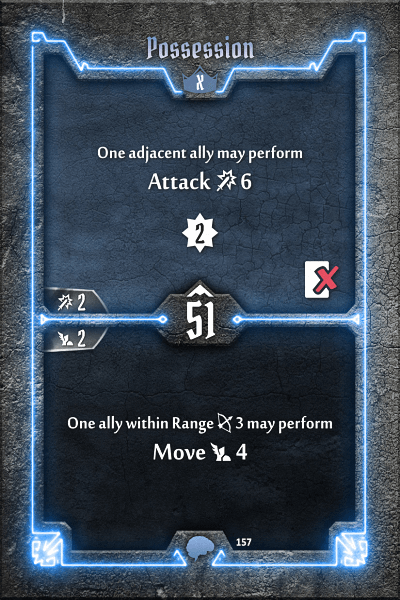 Possession
X
One adjacent ally may perform
Attack 6
2
2
51
2
One ally within Range 3 may perform
Move 4
157